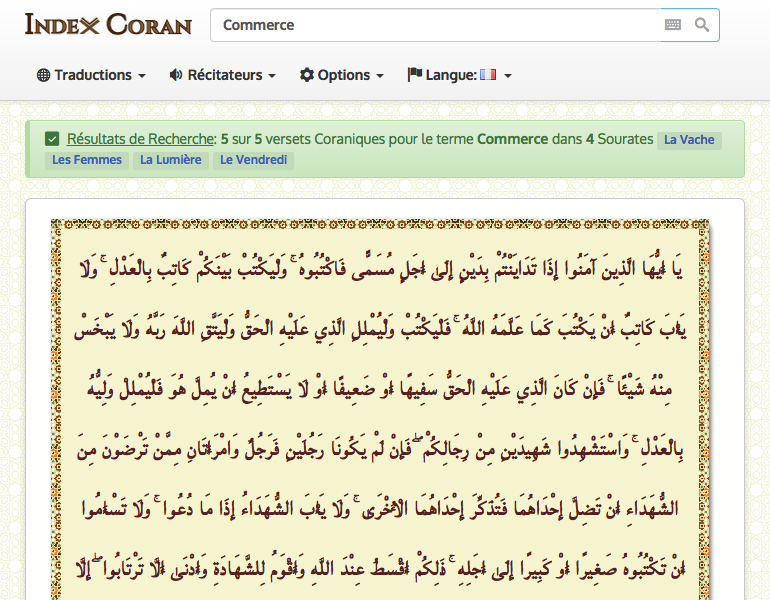 Index Coran
Commerce
Traductions Récitateurs Options Langue:
Résultats de Recherche: 5 sur 5 versets Coraniques pour le terme Commerce dans 4 Sourates La Vache
Les Femmes La Lumière Le Vendredi
يَا أَيُّهَا الَّذِينَ آمَنُوا إِذَا تَدَايَنْتُمْ بِدَيْنٍ إِلَىٰ أَجَلٍ مُسَمًّى فَاكْتُبُوهُ ۚ وَلْيَكْتُبْ بَيْنَكُمْ كَاتِبٌ بِالْعَدْلِ ۚ وَلَا
يَأْبَ كَاتِبٌ أَنْ يَكْتُبَ كَمَا عَلَّمَهُ اللَّهُ ۚ فَلْيَكْتُبْ وَلْيُمْلِلِ الَّذِي عَلَيْهِ الْحَقُّ وَلْيَتَّقِ اللَّهَ رَبَّهُ وَلَا يَبْخَسْ
مِنْهُ شَيْئًا ۚ فَإِنْ كَانَ الَّذِي عَلَيْهِ الْحَقُّ سَفِيهًا أَوْ ضَعِيفًا أَوْ لَا يَسْتَطِيعُ أَنْ يُمِلَّ هُوَ فَلْيُمْلِلْ وَلِيُّهُ
بِالْعَدْلِ ۚ وَاسْتَشْهِدُوا شَهِيدَيْنِ مِنْ رِجَالِكُمْ ۖ فَإِنْ لَمْ يَكُونَا رَجُلَيْنِ فَرَجُلٌ وَامْرَأَتَانِ مِمَّنْ تَرْضَوْنَ مِنَ
الشُّهَدَاءِ أَنْ تَضِلَّ إِحْدَاهُمَا فَتُذَكِّرَ إِحْدَاهُمَا الْأُخْرَىٰ ۚ وَلَا يَأْبَ الشُّهَدَاءُ إِذَا مَا دُعُوا ۚ وَلَا تَسْأَمُوا
أَنْ تَكْتُبُوهُ صَغِيرًا أَوْ كَبِيرًا إِلَىٰ أَجَلِهِ ۚ ذَٰلِكُمْ أَقْسَطُ عِنْدَ اللَّهِ وَأَقْوَمُ لِلشَّهَادَةِ وَأَدْنَىٰ أَلَّا تَرْتَابُوا ۖ إِلَّا